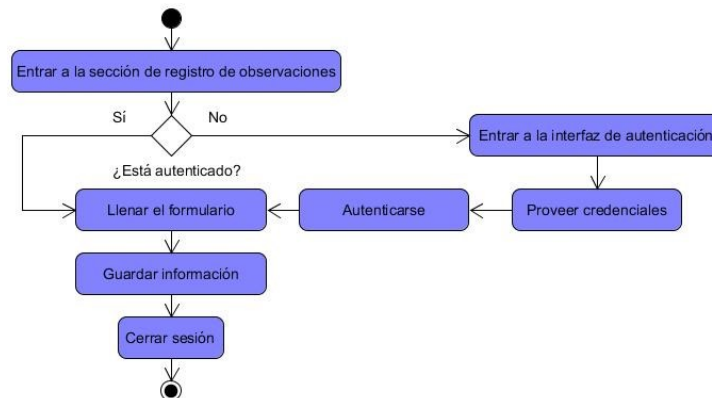 Entrar a la sección de registro de observaciones
Sí
No
¿Está autenticado?
Entrar a la interfaz de autenticación
Llenar el formulario
Autenticarse
Proveer credenciales
Guardar información
Cerrar sesión